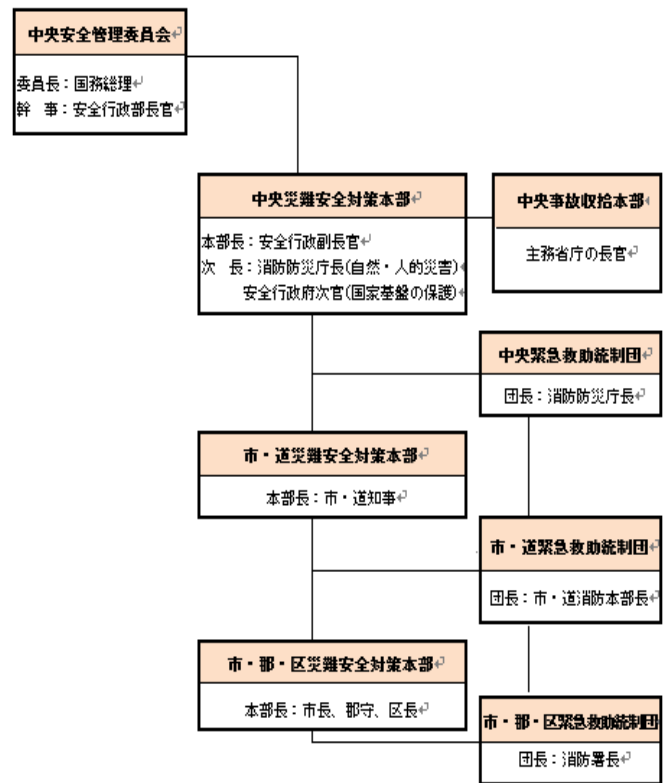 中央安全管理委員会
委員長：国務総理
幹　事：安全行政部長官
中央災難安全対策本部
本部長：安全行政副長官
次　長：消防防災庁長(自然・人的災害)
安全行政府次官(国家基盤の保護)
中央事故収拾本部
主務省庁の長官
中央緊急救助統制団
団長：消防防災庁長
市・道災難安全対策本部
本部長：市・道知事
市・道緊急救助統制団
団長：市・道消防本部長
市・郡・区災難安全対策本部
本部長：市長、郡守、区長
市・郡・区緊急救助統制団
団長：消防署長